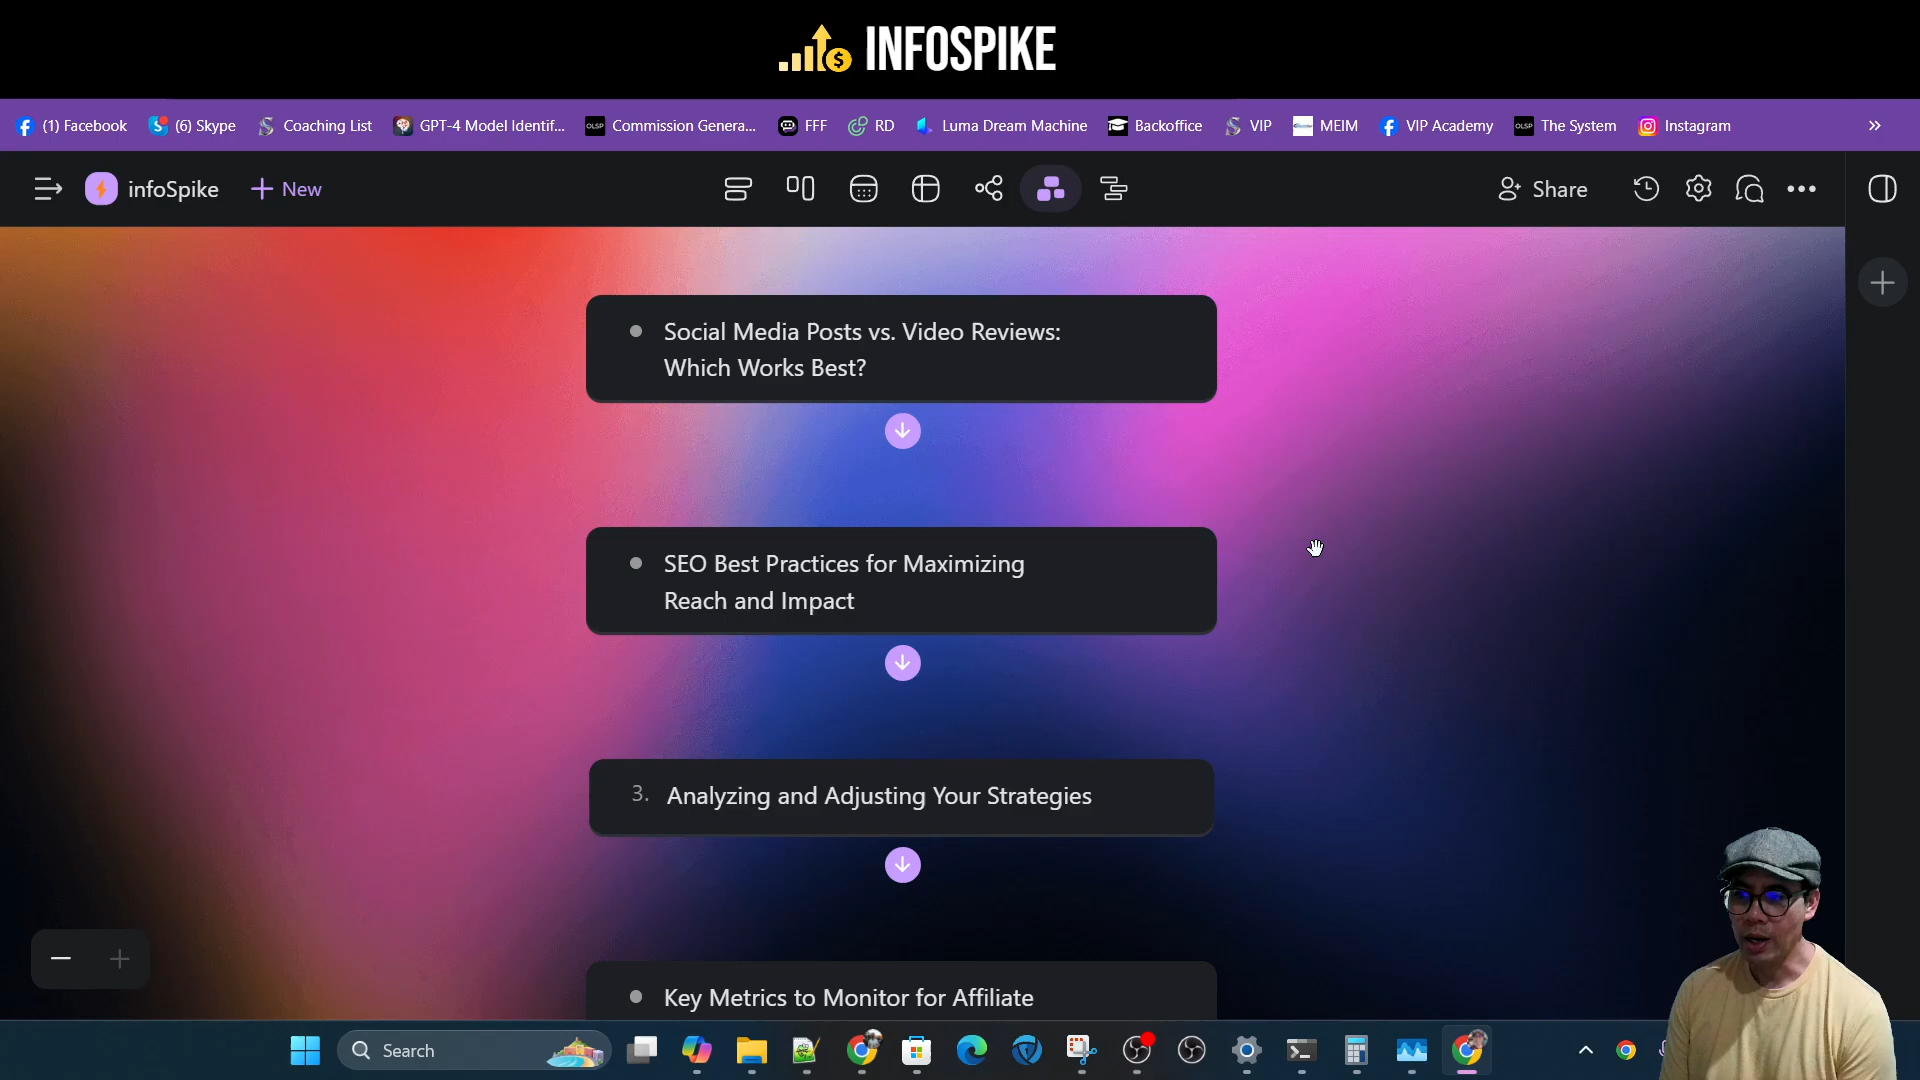 INFOSPIKE
(1) Facebook
(6) Skype
Coaching List
GPT-4 Model Identif...
OLSP
Commission Genera...
FFF
RD
Luma Dream Machine
Backoffice
VIP
MEIM
VIP Academy
OLSP
The System
Instagram
infoSpike
New
Share
Social Media Posts vs. Video Reviews:
Which Works Best?
SEO Best Practices for Maximizing
Reach and Impact
3. Analyzing and Adjusting Your Strategies
Key Metrics to Monitor for Affiliate
Search